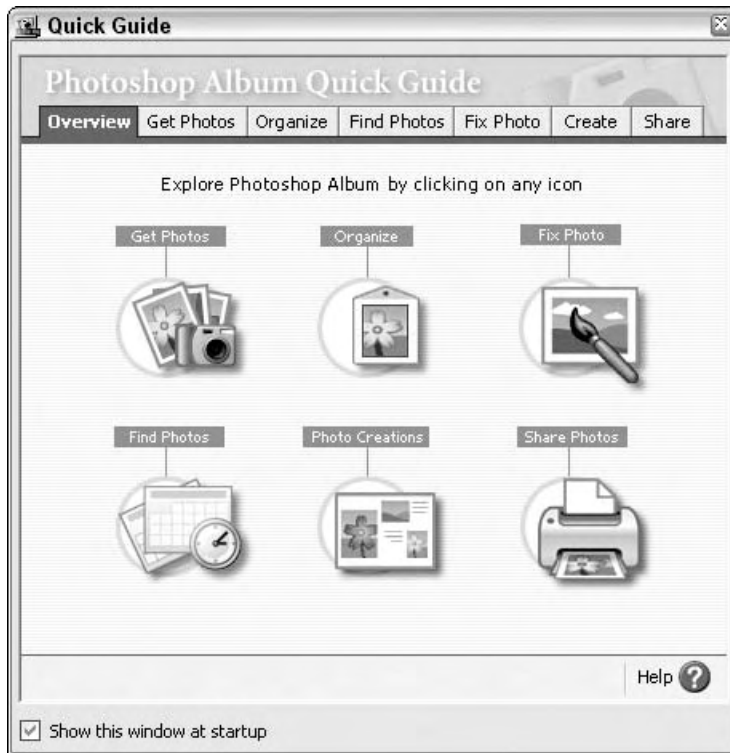 Quick Guide
Photoshop Album Quick Guide
Overview Get Photos Organize Find Photos Fix Photo Create Share
Explore Photoshop Album by clicking on any icon
Get Photos Organize Fix Photo
Find Photos Photo Creations Share Photos
Help ?
Show this window at startup